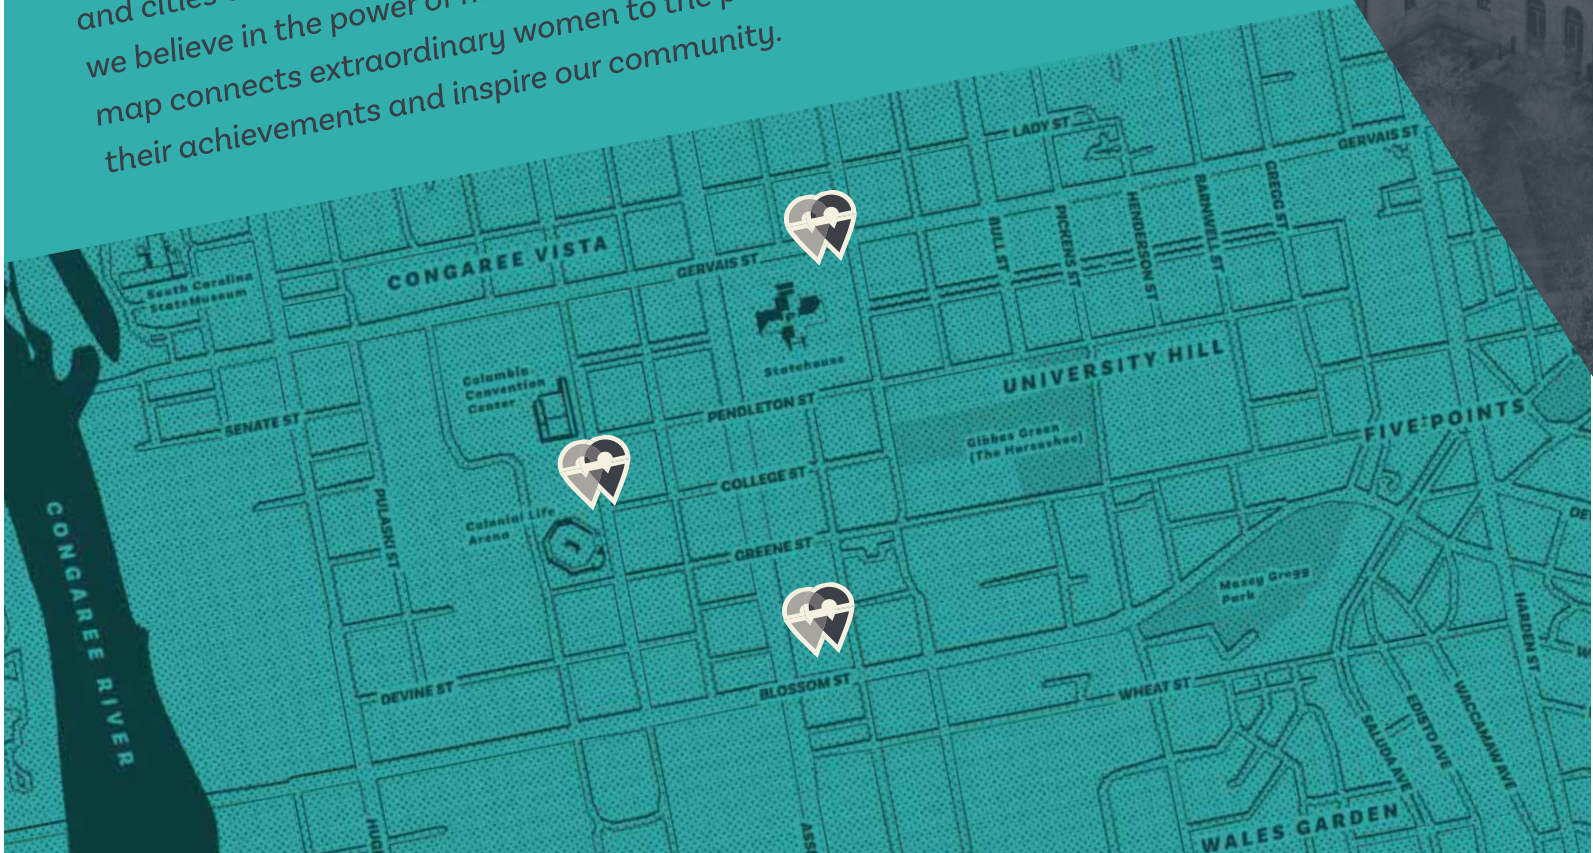 and cities
we believe in the power of
map connects extraordinary women to the
their achievements and inspire our community.
LADY ST
GERVAIS ST
GREGG ST
BARNWELL ST
HENDERSON ST
PICKENS ST
BULL ST
CONGAREE VISTA
GERVAIS ST
South Carolina
State Museum
Statehouse
UNIVERSITY HILL
Columbia
Convention
Center
PENDLETON ST
SENATE ST
FIVE POINTS
Gibbes Green
(The Horseshoe)
COLLEGE ST
PULASKI ST
Colonial Life
Arena
GREENE ST
CONGAREE RIVER
Maxcy Gregg
Park
HARDEN ST
DEVINE ST
BLOSSOM ST
WHEAT ST
SALUDA AVE
EDISTO AVE
WACCAMAW AVE
WALES GARDEN